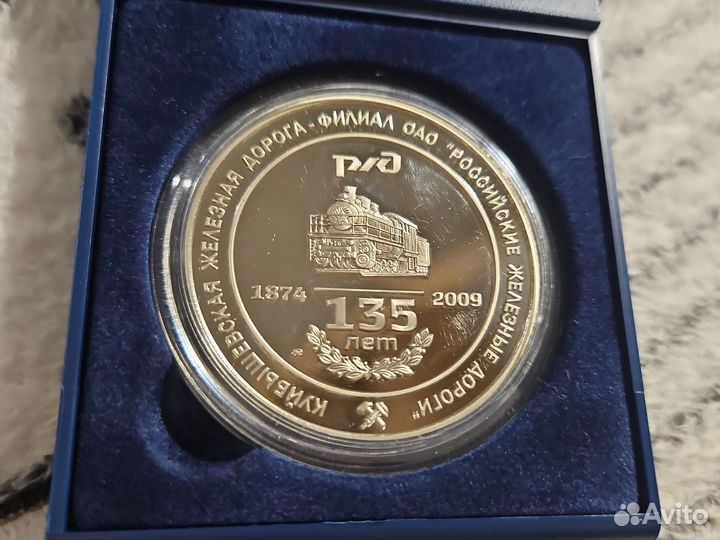 КУЙБЫШЕВСКАЯ ЖЕЛЕЗНАЯ ДОРОГА - ФИЛИАЛ ОАО "РОССИЙСКИЕ ЖЕЛЕЗНЫЕ ДОРОГИ"
РЖД
1874 2009
135
лет
Avito